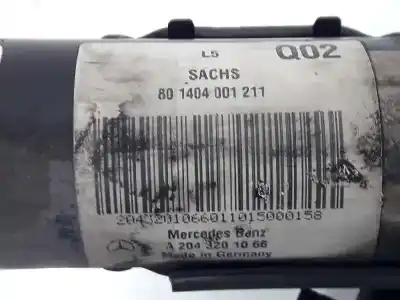 L5 Q02
SACHS
80 1404 001 211
2043201066011015000158
Mercedes Benz
A 204 320 10 66
Made in Germany